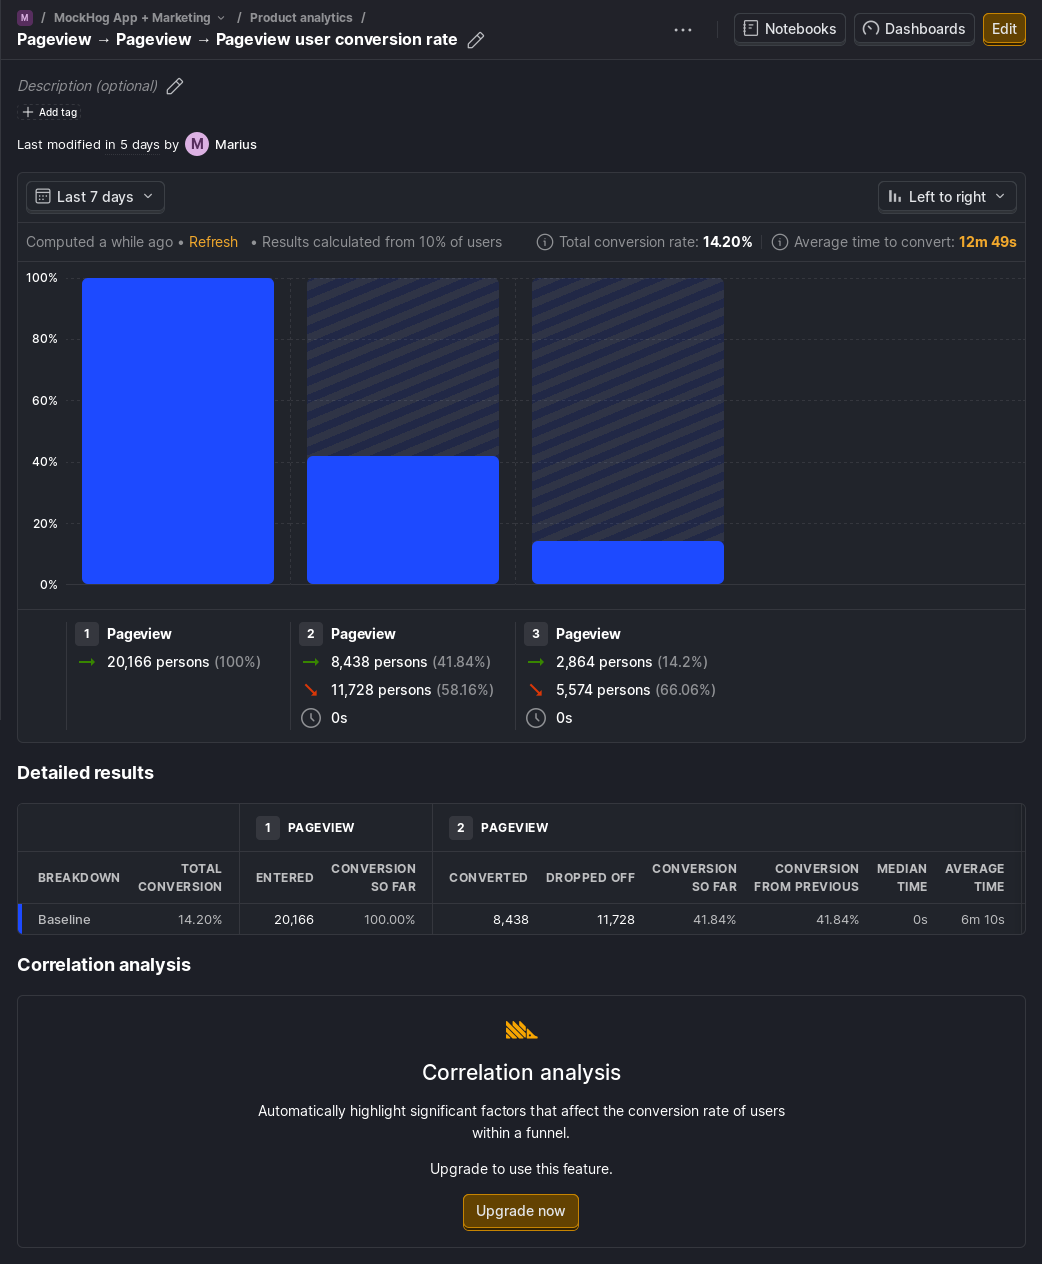 M / MockHog App + Marketing / Product analytics /
Pageview → Pageview → Pageview user conversion rate
Notebooks
Dashboards
Edit
Description (optional)
Add tag
Last modified in 5 days by M Marius
Last 7 days
Left to right
Computed a while ago • Refresh • Results calculated from 10% of users
Total conversion rate: 14.20%
Average time to convert: 12m 49s
100%
80%
60%
40%
20%
0%
1 Pageview
20,166 persons (100%)
2 Pageview
8,438 persons (41.84%)
11,728 persons (58.16%)
0s
3 Pageview
2,864 persons (14.2%)
5,574 persons (66.06%)
0s
Detailed results
1 PAGEVIEW
2 PAGEVIEW
BREAKDOWN
TOTAL
CONVERSION
ENTERED
CONVERSION
SO FAR
CONVERTED
DROPPED OFF
CONVERSION
SO FAR
CONVERSION
FROM PREVIOUS
MEDIAN
TIME
AVERAGE
TIME
Baseline 14.20% 20,166 100.00% 8,438 11,728 41.84% 41.84% 0s 6m 10s
Correlation analysis
Correlation analysis
Automatically highlight significant factors that affect the conversion rate of users
within a funnel.
Upgrade to use this feature.
Upgrade now